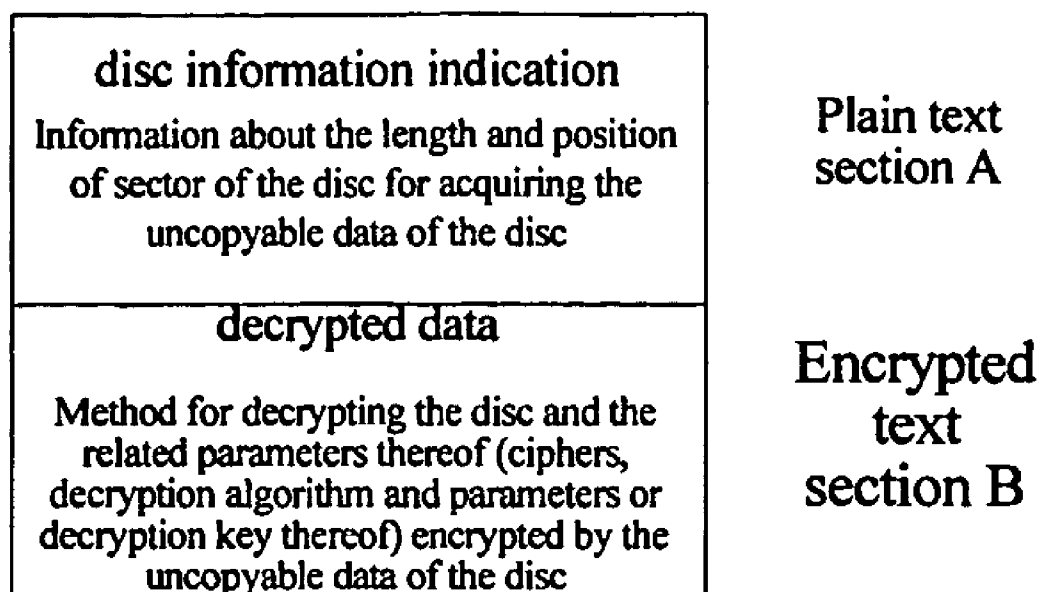 disc information indication
Information about the length and position
of sector of the disc for acquiring the
uncopyable data of the disc
Plain text
section A
decrypted data
Method for decrypting the disc and the
related parameters thereof (ciphers,
decryption algorithm and parameters or
decryption key thereof) encrypted by the
uncopyable data of the disc
Encrypted
text
section B